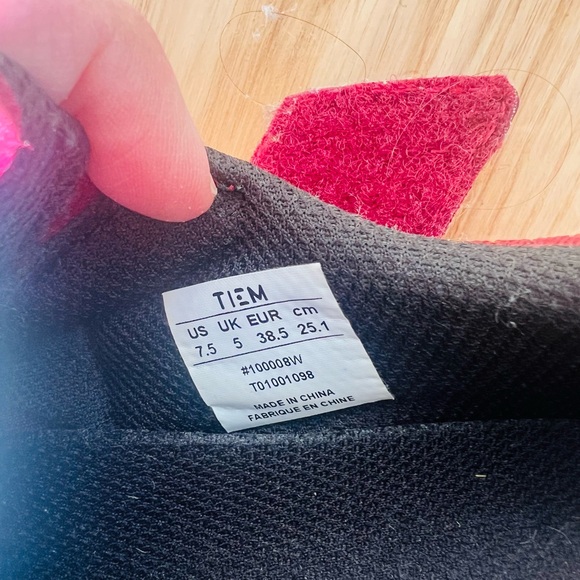 TIEM
US UK EUR cm
7.5 5 38.5 25.1
#100008W
T01001098
MADE IN CHINA
FABRIQUE EN CHINE